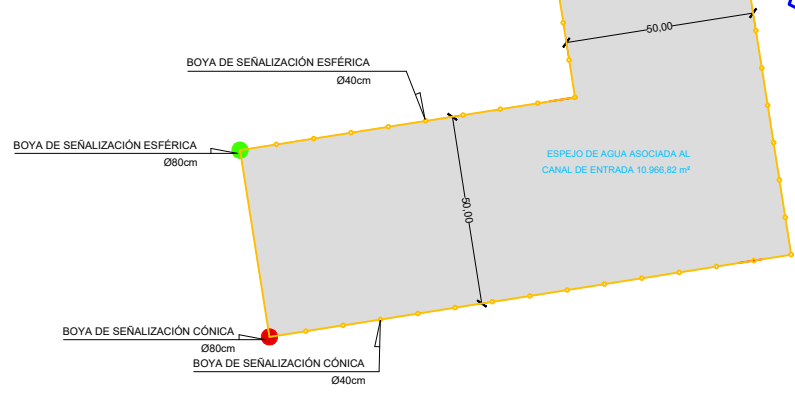 50,00
BOYA DE SEÑALIZACIÓN ESFÉRICA
Ø40cm
BOYA DE SEÑALIZACIÓN ESFÉRICA
Ø80cm
ESPEJO DE AGUA ASOCIADA AL
CANAL DE ENTRADA 10.966,82 m²
50,00
BOYA DE SEÑALIZACIÓN CÓNICA
Ø80cm
BOYA DE SEÑALIZACIÓN CÓNICA
Ø40cm